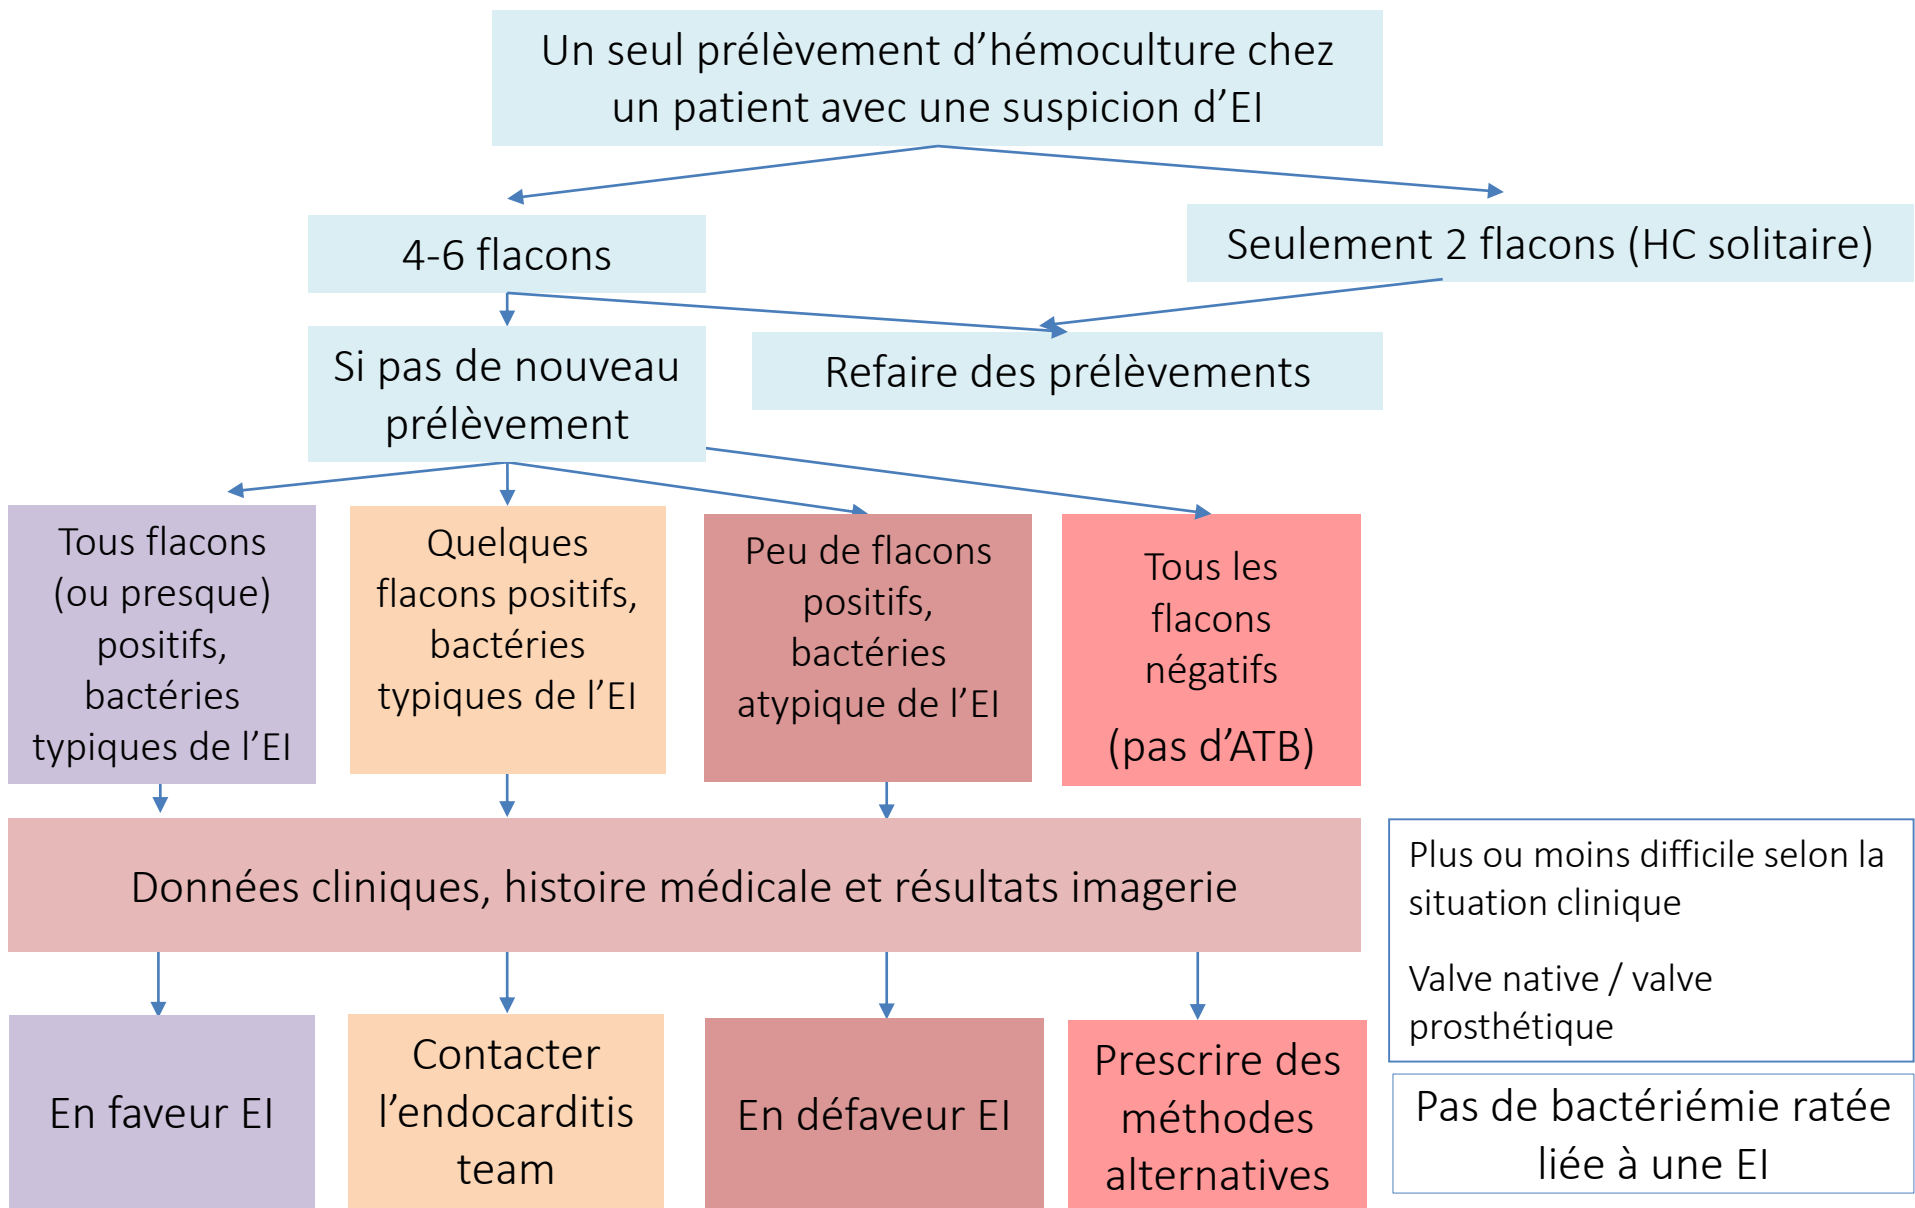 Un seul prélèvement d’hémoculture chez
un patient avec une suspicion d’EI
4-6 flacons
Seulement 2 flacons (HC solitaire)
Si pas de nouveau
prélèvement
Refaire des prélèvements
Tous flacons
(ou presque)
positifs,
bactéries
typiques de l’EI
Quelques
flacons positifs,
bactéries
typiques de l’EI
Peu de flacons
positifs,
bactéries
atypique de l’EI
Tous les
flacons
négatifs
(pas d’ATB)
Données cliniques, histoire médicale et résultats imagerie
Plus ou moins difficile selon la
situation clinique
Valve native / valve
prosthétique
En faveur EI
Contacter
l’endocarditis
team
En défaveur EI
Prescrire des
méthodes
alternatives
Pas de bactériémie ratée
liée à une EI